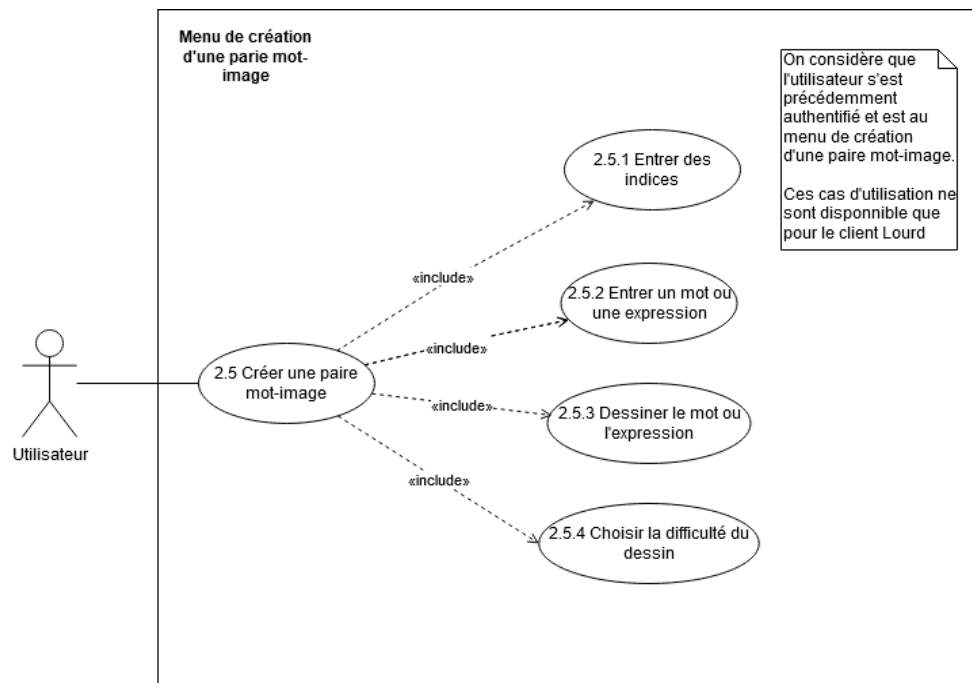 Menu de création
d'une parie mot-
image
On considère que
l'utilisateur s'est
précédemment
authentifié et est au
menu de création
d'une paire mot-image.
Ces cas d'utilisation ne
sont disponnible que
pour le client Lourd
2.5.1 Entrer des
indices
«include»
2.5.2 Entrer un mot ou
une expression
«include»
2.5 Créer une paire
mot-image
«include»
2.5.3 Dessiner le mot ou
l'expression
Utilisateur
«include»
2.5.4 Choisir la difficulté du
dessin